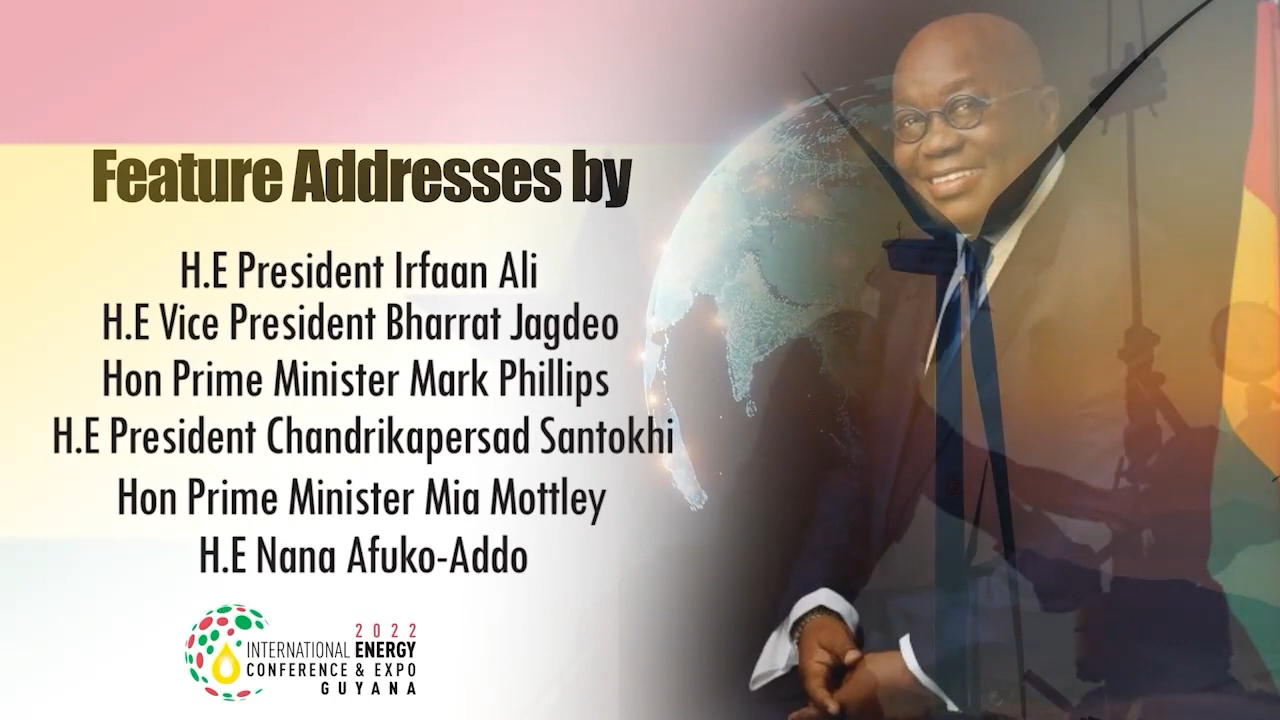 Feature Addresses by
H.E President Irfaan Ali
H.E Vice President Bharrat Jagdeo
Hon Prime Minister Mark Phillips
H.E President Chandrikapersad Santokhi
Hon Prime Minister Mia Mottley
H.E Nana Afuko-Addo
2022
INTERNATIONAL ENERGY
CONFERENCE & EXPO
GUYANA